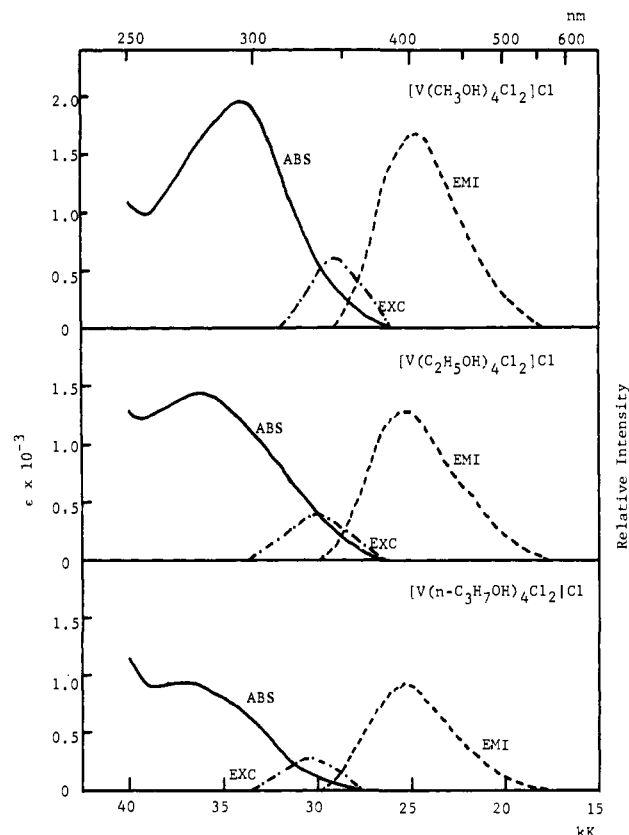 nm
250 300 400 500 600
[V(CH₃OH)₄Cl₂]Cl
2.0
ABS
EMI
1.5
1.0
0.5
EXC
0
[V(C₂H₅OH)₄Cl₂]Cl
1.5
ABS
EMI
1.0
0.5
EXC
0
ε x 10⁻³
Relative Intensity
[V(n-C₃H₇OH)₄Cl₂|Cl
1.5
1.0
ABS
EMI
0.5
EXC
0
40 35 30 25 20 15
kK